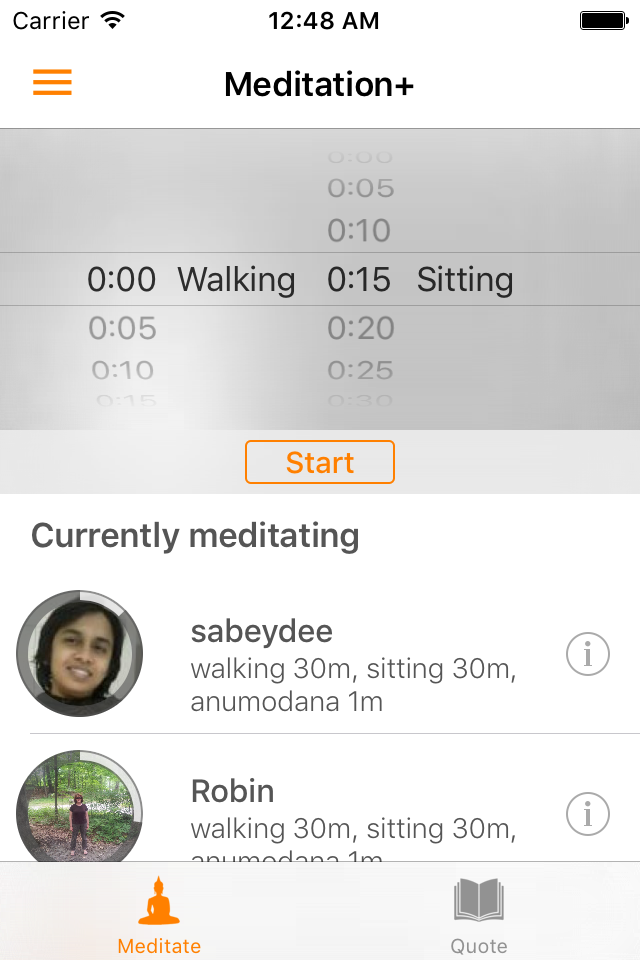 Carrier 12:48 AM
Meditation+
0:00
0:05
0:10
0:00 Walking 0:15 Sitting
0:05 0:20
0:10 0:25
0:15 0:30
Start
Currently meditating
sabeydee
walking 30m, sitting 30m,
anumodana 1m
i
Robin
walking 30m, sitting 30m,
anumodana 1m
i
Meditate Quote